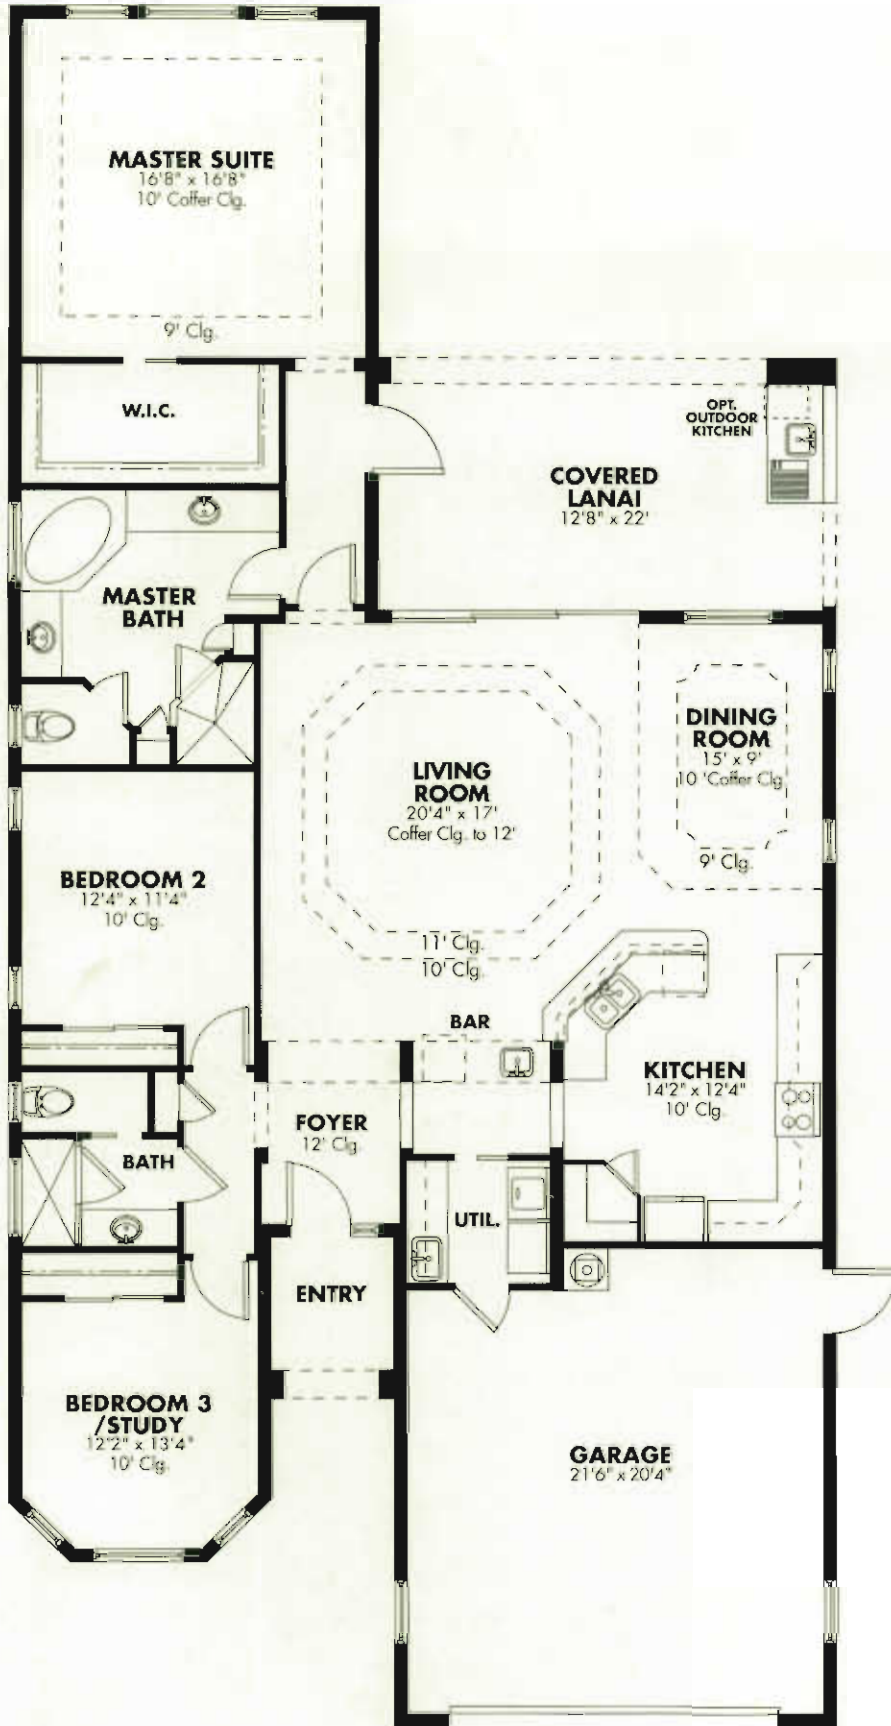 MASTER SUITE
16'8" x 16'8"
10' Coffer Clg.
9' Clg.
W.I.C.
OPT.
OUTDOOR
KITCHEN
COVERED
LANAI
12'8" x 22'
MASTER
BATH
DINING
ROOM
15' x 9'
10 'Coffer Clg
9' Clg.
LIVING
ROOM
20'4" x 17'
Coffer Clg. to 12'
11' Clg.
10' Clg.
BEDROOM 2
12'4" x 11'4"
10' Clg.
BAR
KITCHEN
14'2" x 12'4"
10' Clg
FOYER
12' Clg
BATH
UTIL.
ENTRY
BEDROOM 3
/STUDY
12'2" x 13'4"
10' Clg.
GARAGE
21'6" x 20'4"